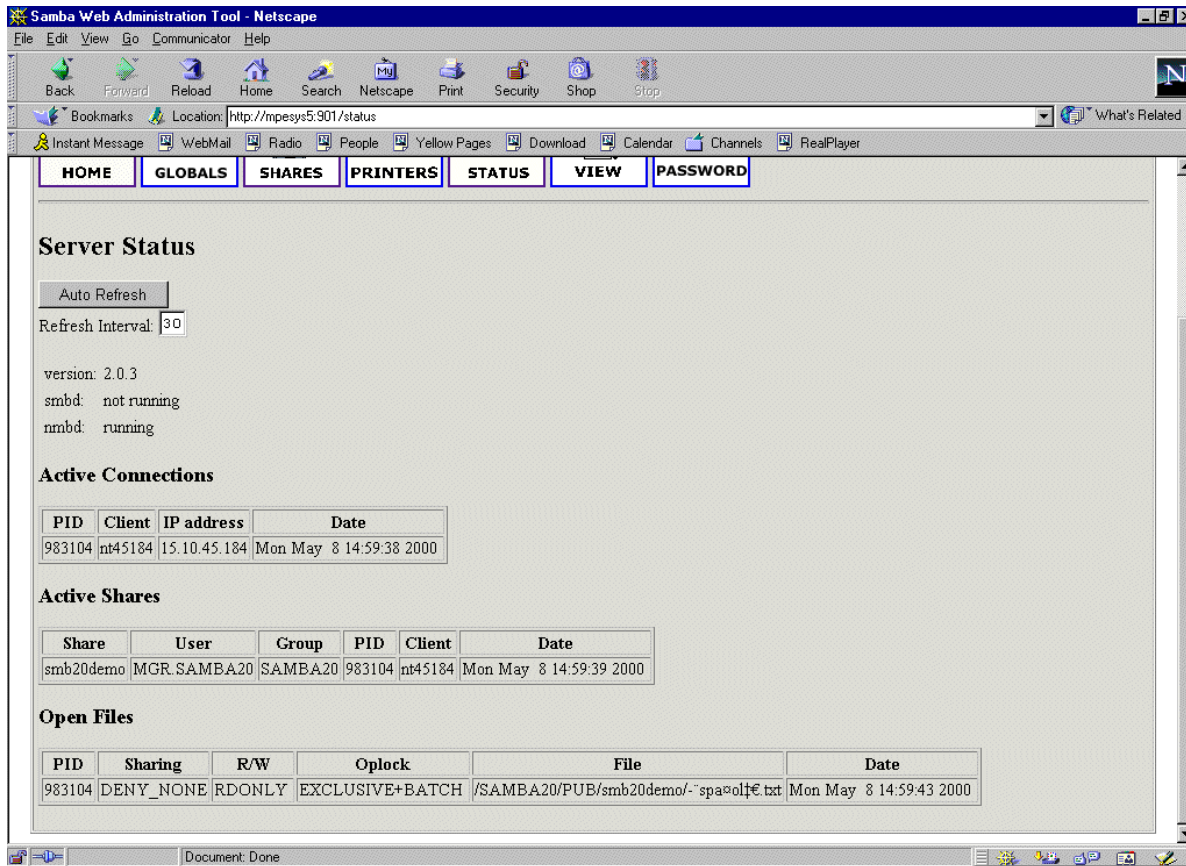 Samba Web Administration Tool - Netscape
File Edit View Go Communicator Help
Back Forward Reload Home Search Netscape Print Security Shop Stop
Bookmarks Location: http://mpesys5:901/status What's Related
Instant Message WebMail Radio People Yellow Pages Download Calendar Channels RealPlayer
HOME GLOBALS SHARES PRINTERS STATUS VIEW PASSWORD
Server Status
Auto Refresh
Refresh Interval: 30
version: 2.0.3
smbd: not running
nmbd: running
Active Connections
PID Client IP address Date
983104 nt45184 15.10.45.184 Mon May 8 14:59:38 2000
Active Shares
Share User Group PID Client Date
smb20demo MGR.SAMBA20 SAMBA20 983104 nt45184 Mon May 8 14:59:39 2000
Open Files
PID Sharing R/W Oplock File Date
983104 DENY_NONE RDONLY EXCLUSIVE+BATCH /SAMBA20/PUB/smb20demo/-¨spa¤ol‡€.txt Mon May 8 14:59:43 2000
Document: Done